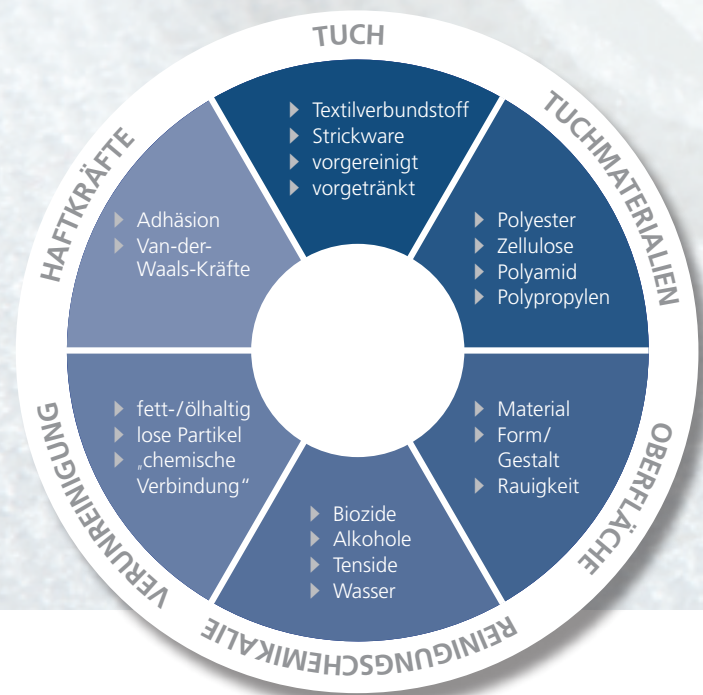 TUCH
Textilverbundstoff
Strickware
vorgereinigt
vorgetränkt
TUCHMATERIALIEN
Polyester
Zellulose
Polyamid
Polypropylen
OBERFLÄCHE
Material
Form/
Gestalt
Rauigkeit
REINIGUNGSCHEMIKALIE
Biozide
Alkohole
Tenside
Wasser
VERUNREINIGUNG
fett-/ölhaltig
lose Partikel
„chemische
Verbindung“
HAFTKRÄFTE
Adhäsion
Van-der-
Waals-Kräfte